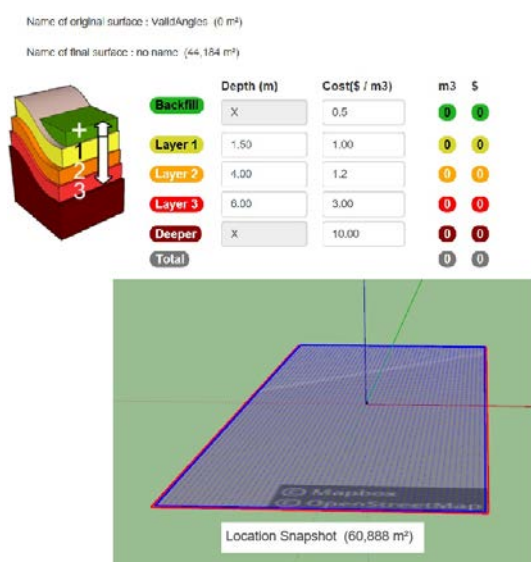 Name of original surface : ValidAngles (0 m²)
Name of final surface : no name (44,184 m²)
Depth (m) Cost($ / m3) m3 $
Backfill X 0.5 0 0
Layer 1 1.50 1.00 0 0
Layer 2 4.00 1.2 0 0
Layer 3 6.00 3.00 0 0
Deeper X 10.00 0 0
Total 0 0
+
1
2
3
© Mapbox
© OpenStreetMap
Location Snapshot (60,888 m²)